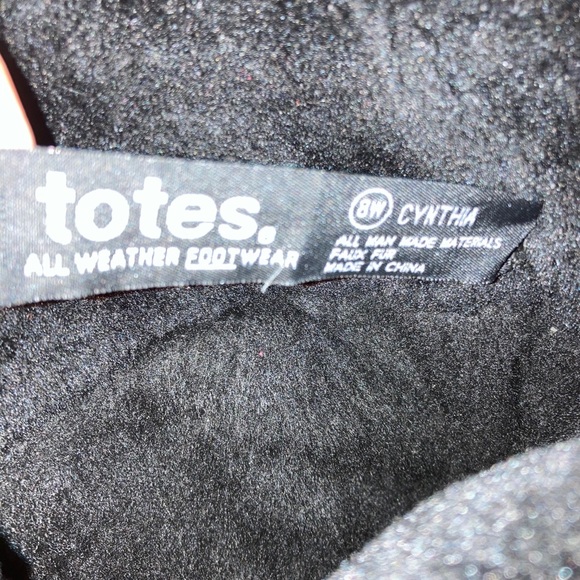 totes.
ALL WEATHER FOOTWEAR
8W CYNTHIA
ALL MAN MADE MATERIALS
FAUX FUR
MADE IN CHINA